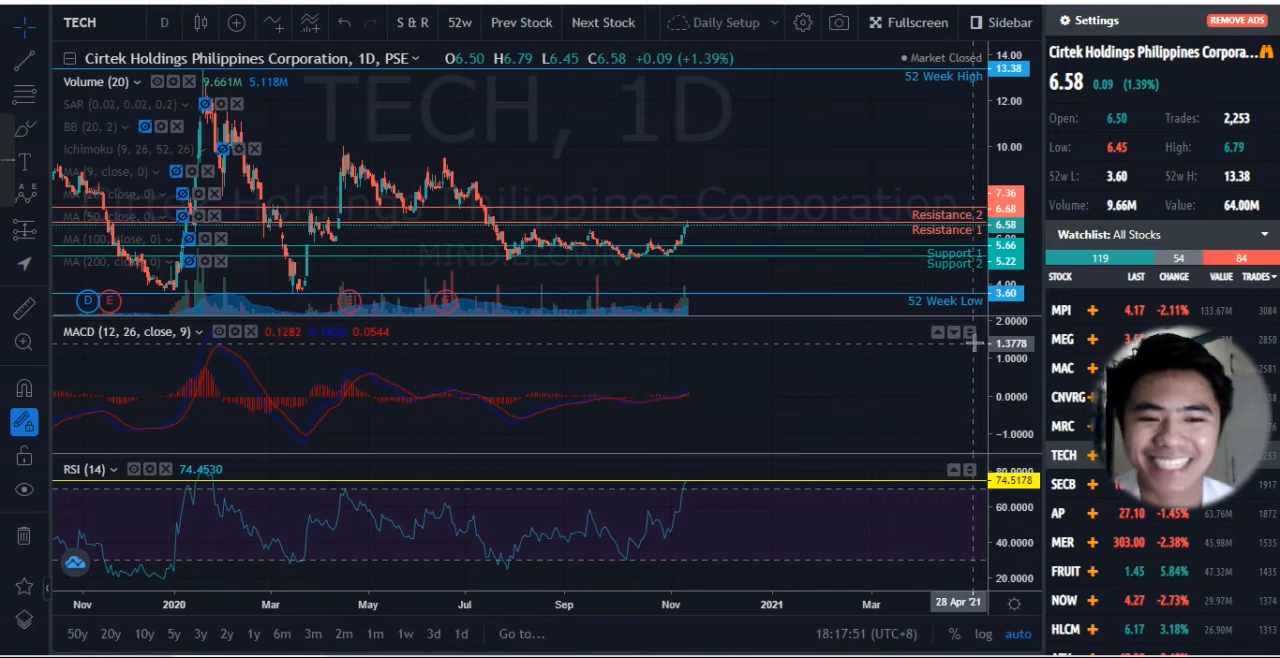 TECH D S & R 52w Prev Stock Next Stock Daily Setup Fullscreen Sidebar
Cirtek Holdings Philippines Corporation, 1D, PSE O6.50 H6.79 L6.45 C6.58 +0.09 (+1.39%) Market Closed
TECH, 1D
Cirtek Holdings Philippines Corporation
Volume (20) 9.661M 5.118M
SAR (0.02, 0.02, 0.2)
BB (20, 2)
Ichimoku (9, 26, 52, 26)
MA (9, close, 0)
MA (50, close, 0)
MA (100, close, 0)
MA (200, close, 0)
52 Week High
Resistance 2
Resistance 1
Support 1
Support 2
52 Week Low
D E E E
14.00
13.38
12.00
10.00
7.36
6.68
6.58
5.66
5.22
3.60
MACD (12, 26, close, 9) 0.1282 0.0544
2.0000
1.3778
1.0000
0.0000
−1.0000
RSI (14) 74.4530
74.5178
60.0000
40.0000
20.0000
Nov 2020 Mar May Jul Sep Nov 2021 Mar 28 Apr '21
50y 20y 10y 5y 3y 2y 1y 6m 3m 2m 1m 1w 3d 1d Go to... 18:17:51 (UTC+8) % log auto
Settings REMOVE ADS
Cirtek Holdings Philippines Corpora...
6.58 0.09 (1.39%)
Open: 6.50 Trades: 2,253
Low: 6.45 High: 6.79
52w L: 3.60 52w H: 13.38
Volume: 9.66M Value: 64.00M
Watchlist: All Stocks
119 54 84
STOCK LAST CHANGE VALUE TRADES
MPI 4.17 -2.11% 133.67M 3084
MEG 2850
MAC 2581
CNVRG
MRC
TECH
SECB 1917
AP 27.10 -1.45% 63.76M 1872
MER 303.00 -2.38% 45.98M 1535
FRUIT 1.45 5.84% 47.32M 1435
NOW 4.27 -2.73% 29.97M 1374
HLCM 6.17 3.18% 26.90M 1313